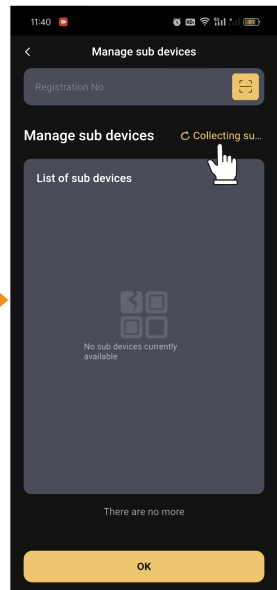 11:40
Manage sub devices
Registration No.
Manage sub devices
Collecting su...
List of sub devices
No sub devices currently
available
There are no more
OK